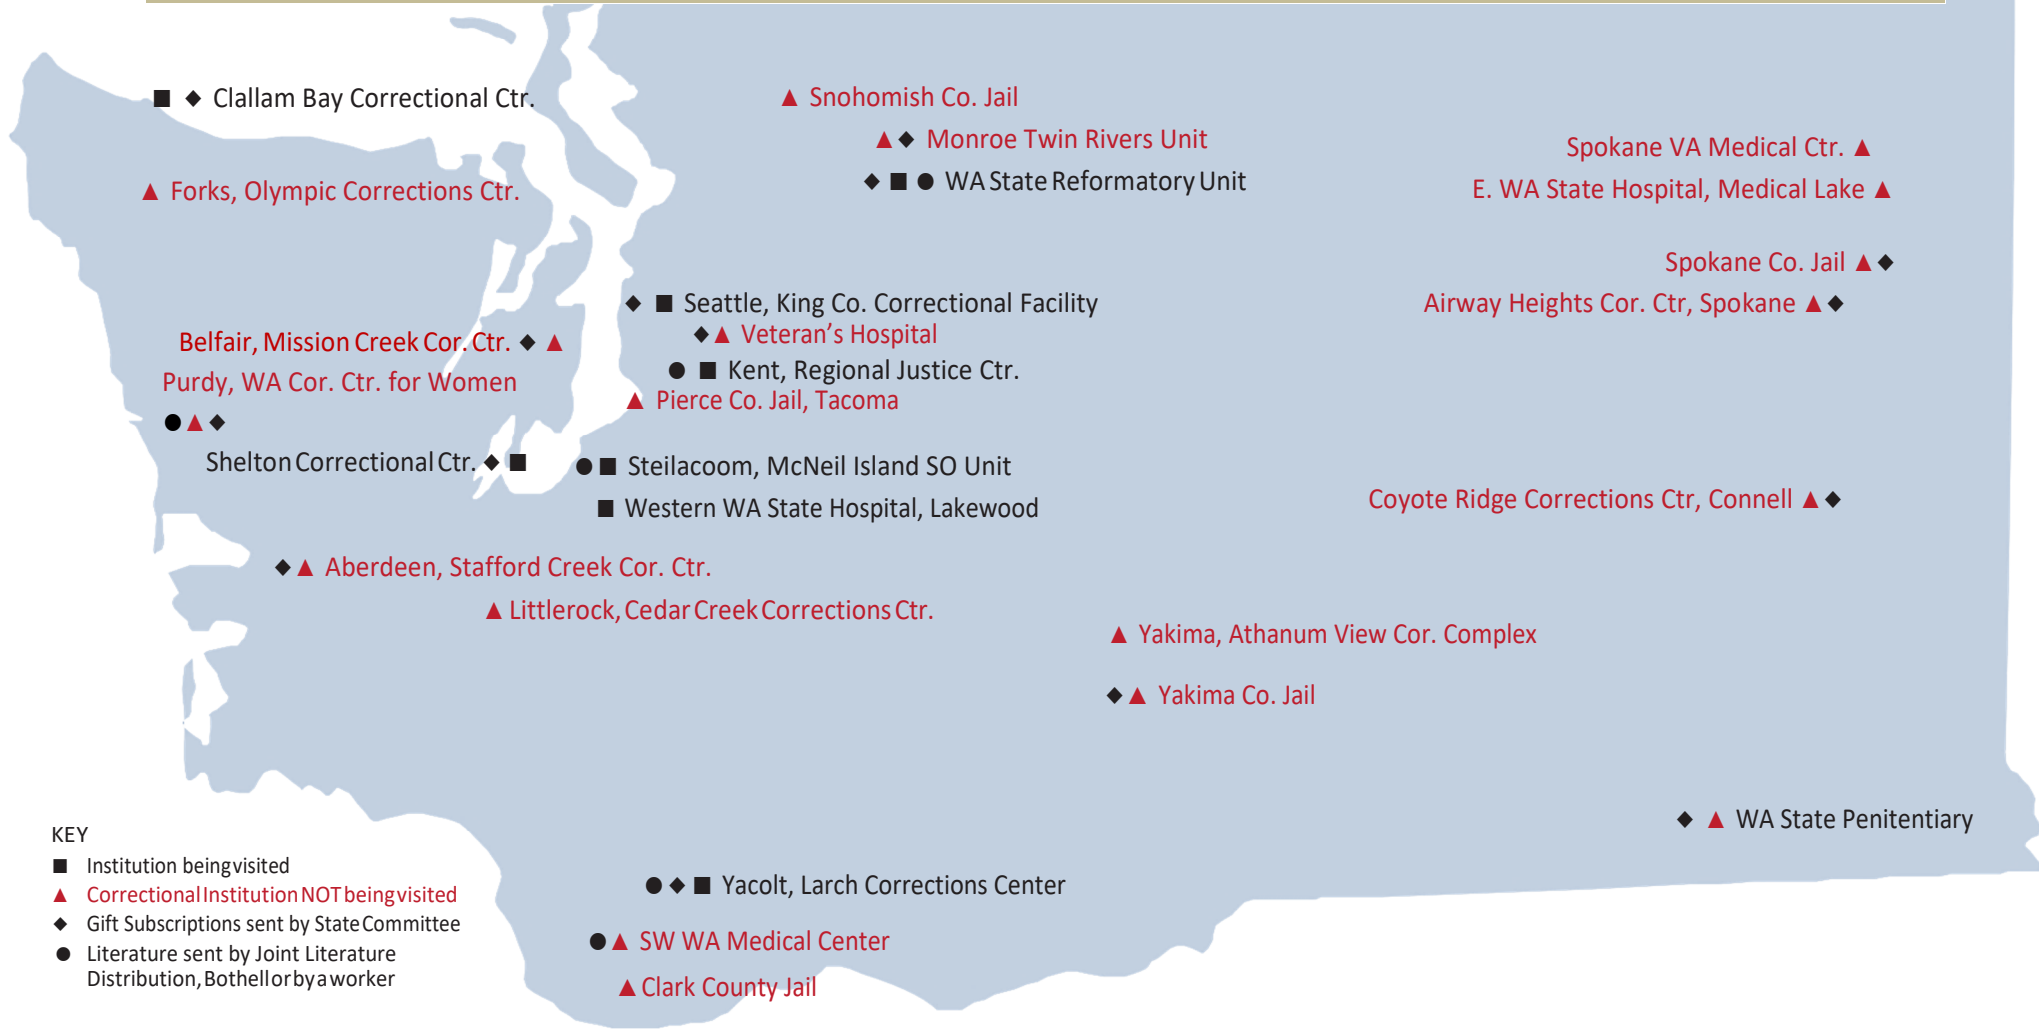 ■ ◆ Clallam Bay Correctional Ctr.
▲ Snohomish Co. Jail
▲ ◆ Monroe Twin Rivers Unit
◆ ■ ● WA State Reformatory Unit
▲ Forks, Olympic Corrections Ctr.
Spokane VA Medical Ctr. ▲
E. WA State Hospital, Medical Lake ▲
Spokane Co. Jail ▲ ◆
Airway Heights Cor. Ctr, Spokane ▲ ◆
◆ ■ Seattle, King Co. Correctional Facility
◆ ▲ Veteran’s Hospital
● ■ Kent, Regional Justice Ctr.
▲ Pierce Co. Jail, Tacoma
Belfair, Mission Creek Cor. Ctr. ◆ ▲
Purdy, WA Cor. Ctr. for Women
● ▲ ◆
Shelton Correctional Ctr. ◆ ■
● ■ Steilacoom, McNeil Island SO Unit
■ Western WA State Hospital, Lakewood
Coyote Ridge Corrections Ctr, Connell ▲ ◆
◆ ▲ Aberdeen, Stafford Creek Cor. Ctr.
▲ Littlerock, Cedar Creek Corrections Ctr.
▲ Yakima, Athanum View Cor. Complex
◆ ▲ Yakima Co. Jail
◆ ▲ WA State Penitentiary
● ◆ ■ Yacolt, Larch Corrections Center
● ▲ SW WA Medical Center
▲ Clark County Jail
KEY
■ Institution being visited
▲ Correctional Institution NOT being visited
◆ Gift Subscriptions sent by State Committee
● Literature sent by Joint Literature
Distribution, Bothell or by a worker